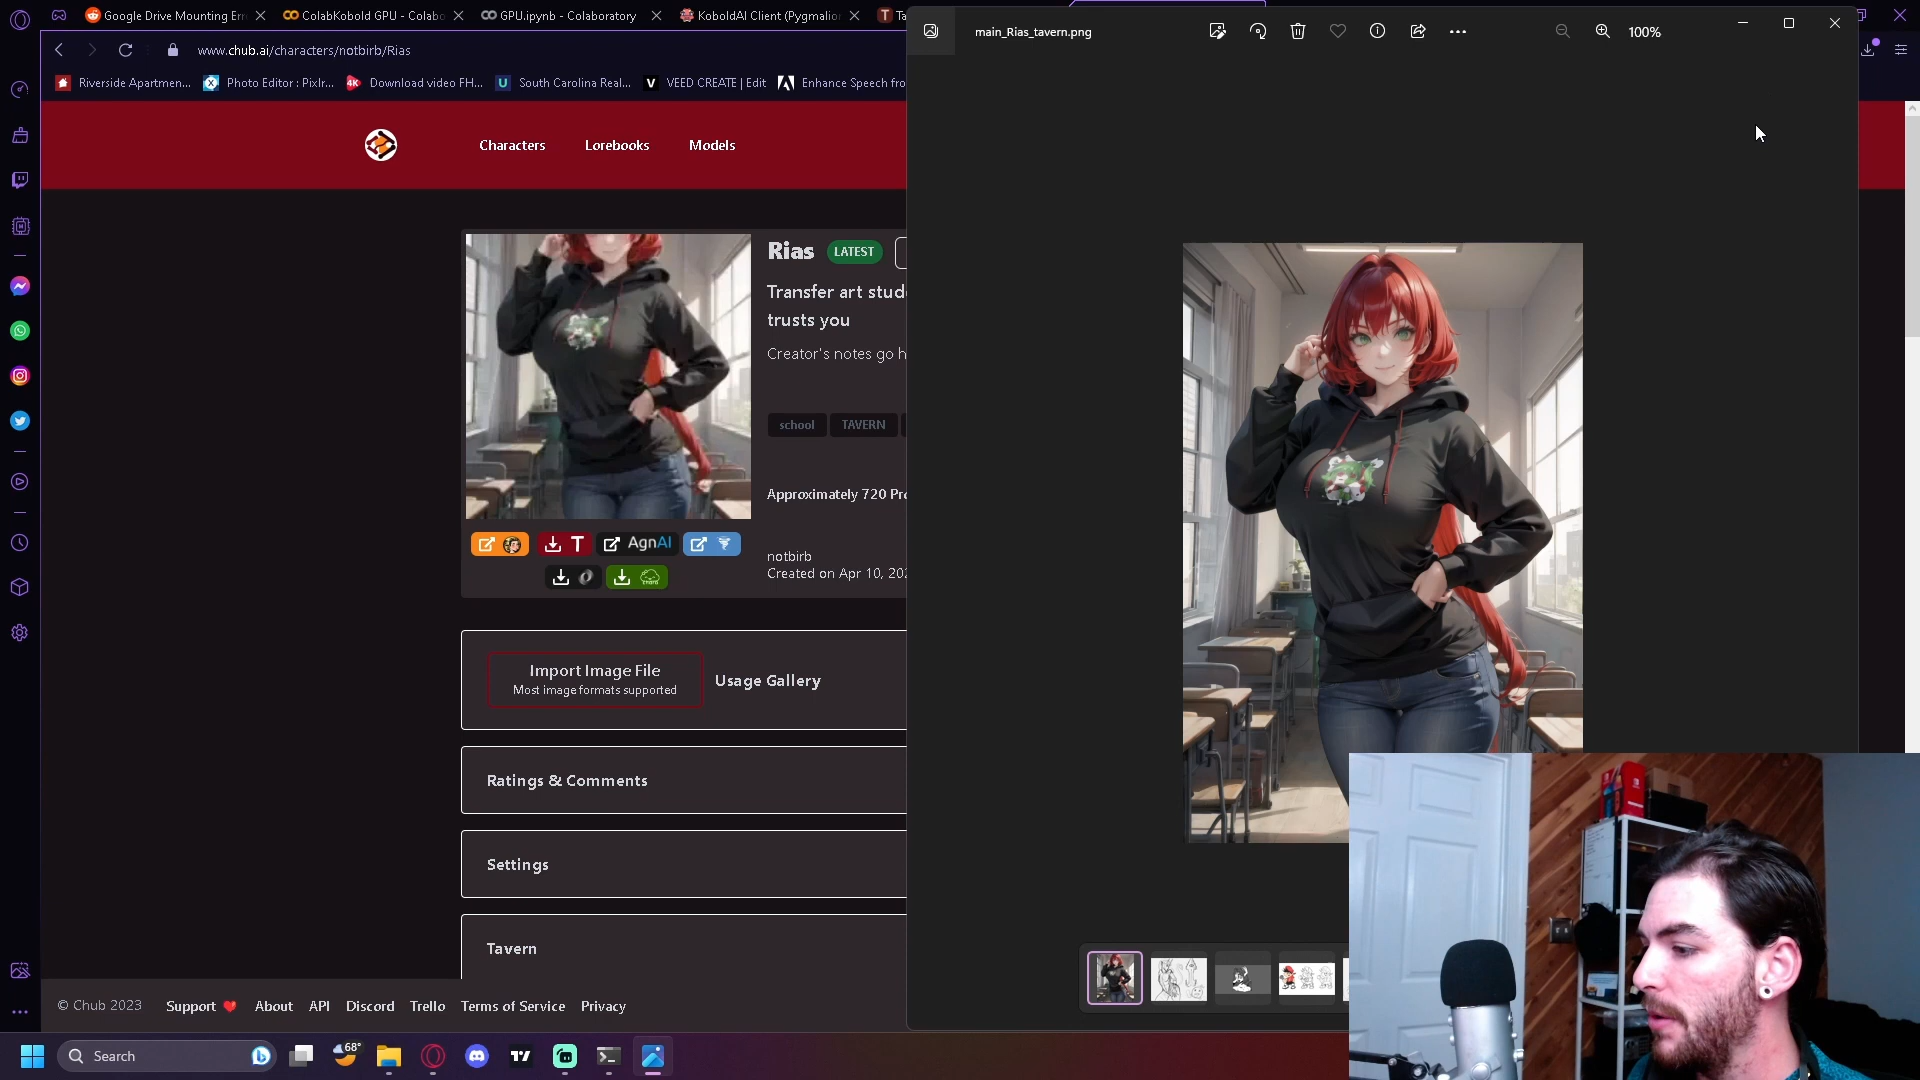 Google Drive Mounting Err
ColabKobold GPU - Colabo
GPU.ipynb - Colaboratory
KoboldAI Client (Pygmalio
Ta
www.chub.ai/characters/notbirb/Rias
Riverside Apartmen...
Photo Editor : Pixlr...
4K
Download video FH...
U
South Carolina Real...
V
VEED CREATE | Edit
Enhance Speech fro
main_Rias_tavern.png
100%
Characters
Lorebooks
Models
Rias
LATEST
Transfer art stud
trusts you
Creator's notes go h
school
TAVERN
Approximately 720 Pr
T
AgnAI
notbirb
Created on Apr 10, 202
Import Image File
Most image formats supported
Usage Gallery
Ratings & Comments
Settings
Tavern
© Chub 2023
Support
About
API
Discord
Trello
Terms of Service
Privacy
Search
68°